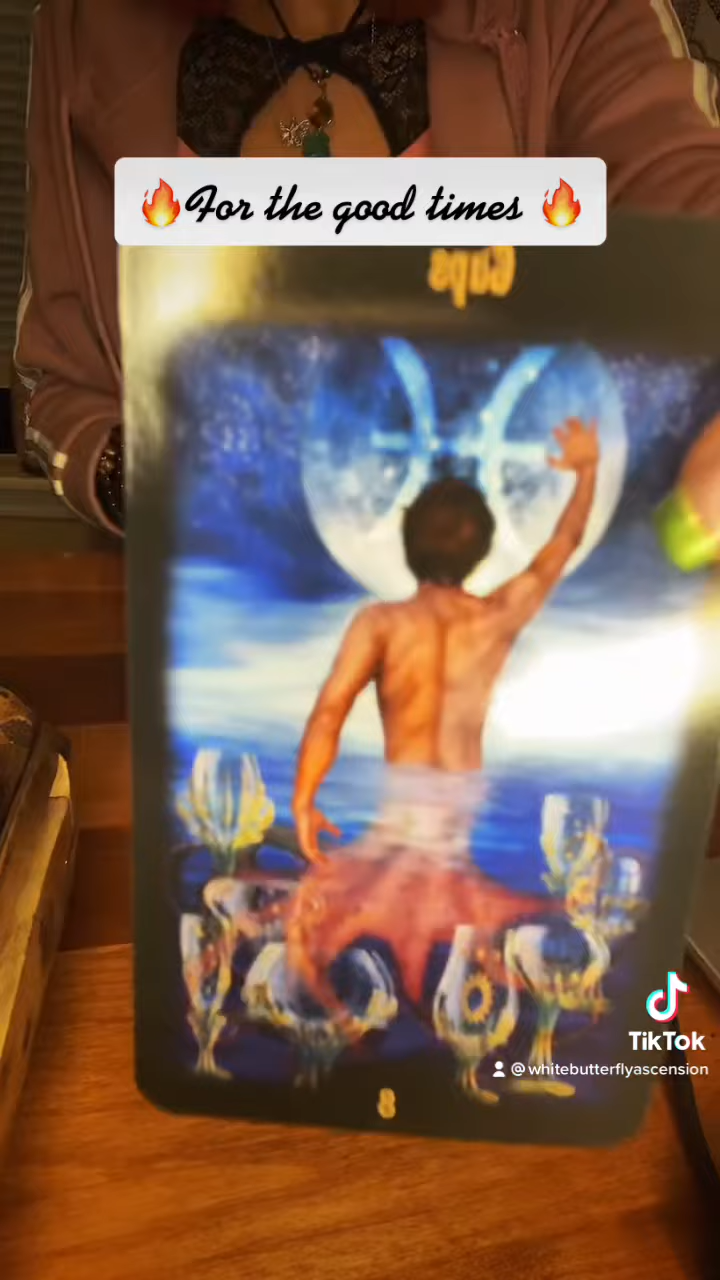 🔥For the good times 🔥
Cups
8
TikTok
@whitebutterflyascension